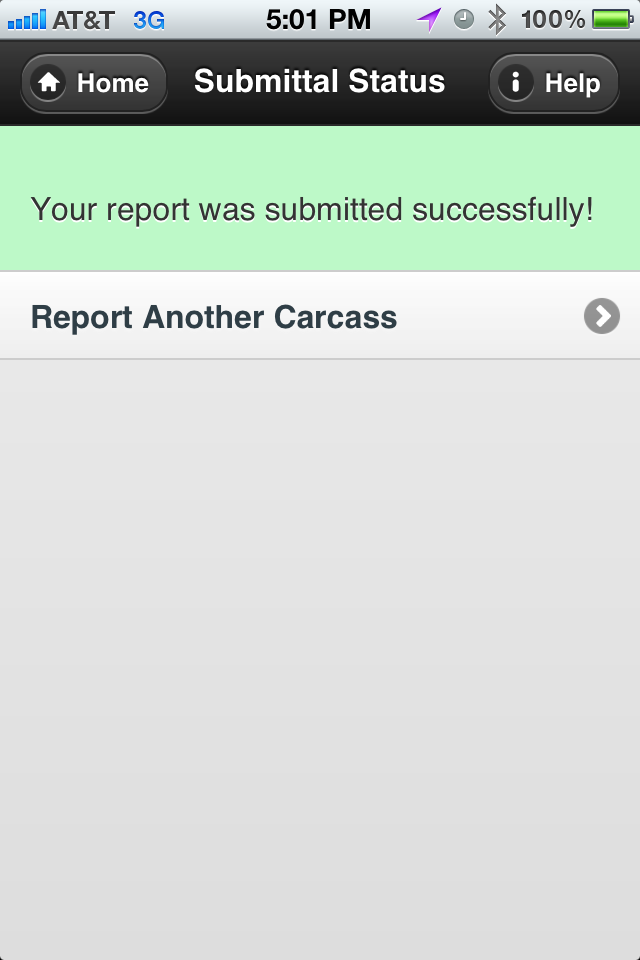 AT&T 3G 5:01 PM 100%
Home Submittal Status Help
Your report was submitted successfully!
Report Another Carcass